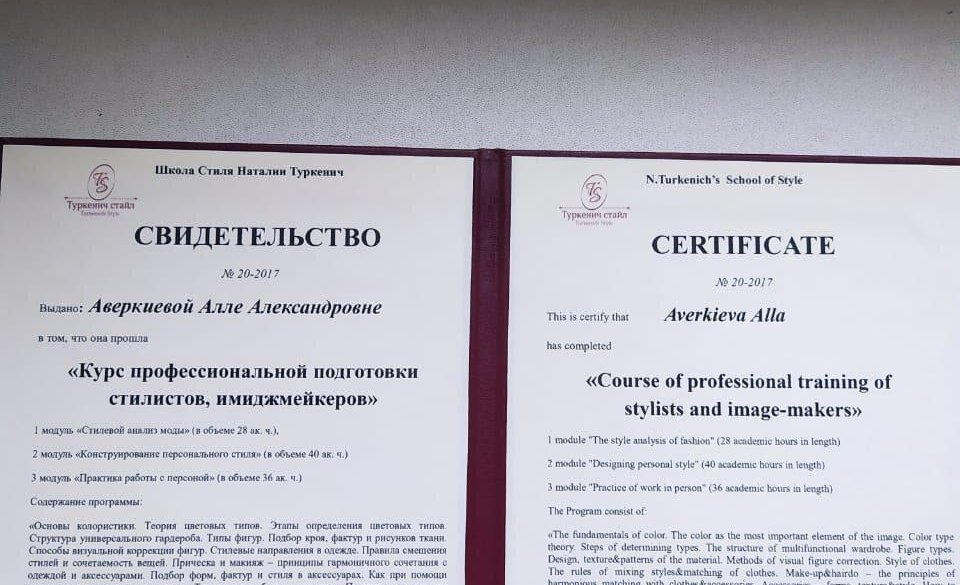 TS
Туркенич стайл
Turkenich Style
Школа Стиля Наталии Туркенич
СВИДЕТЕЛЬСТВО
№ 20-2017
Выдано: Аверкиевой Алле Александровне
в том, что она прошла
«Курс профессиональной подготовки
стилистов, имиджмейкеров»
1 модуль «Стилевой анализ моды» (в объеме 28 ак. ч.),
2 модуль «Конструирование персонального стиля» (в объеме 40 ак. ч.)
3 модуль «Практика работы с персоной» (в объеме 36 ак. ч.)
Содержание программы:
«Основы колористики. Теория цветовых типов. Этапы определения цветовых типов.
Структура универсального гардероба. Типы фигур. Подбор кроя, фактур и рисунков ткани.
Способы визуальной коррекции фигур. Стилевые направления в одежде. Правила смешения
стилей и сочетаемость вещей. Прическа и макияж – принципы гармоничного сочетания с
одеждой и аксессуарами. Подбор форм, фактур и стиля в аксессуарах. Как при помощи
TS
Туркенич стайл
Turkenich Style
N.Turkenich's School of Style
CERTIFICATE
№ 20-2017
This is certify that Averkieva Alla
has completed
«Course of professional training of
stylists and image-makers»
1 module "The style analysis of fashion" (28 academic hours in length)
2 module "Designing personal style" (40 academic hours in length)
3 module "Practice of work in person" (36 academic hours in length)
The Program consist of:
«The fundamentals of color. The color as the most important element of the image. Color type
theory. Steps of determining types. The structure of multifunctional wardrobe. Figure types.
Design, texture&patterns of the material. Methods of visual figure correction. Style of clothes.
The rules of mixing styles&matching of clothes. Make-up&hairdo – the principles of
harmonious matching with clothes&accessories.